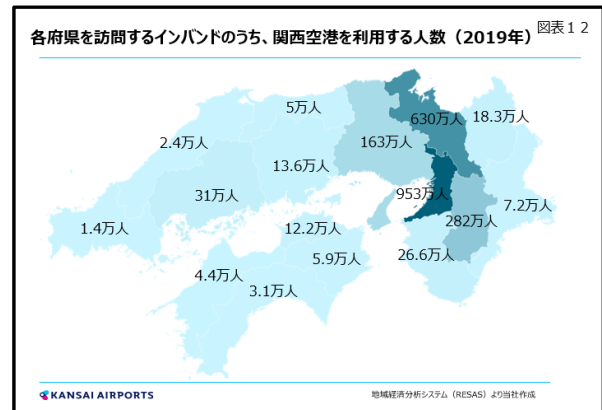 図表１２
各府県を訪問するインバンドのうち、関西空港を利用する人数（2019年）
5万人
630万人
18.3万人
2.4万人
163万人
13.6万人
31万人
953万人
7.2万人
282万人
1.4万人
12.2万人
26.6万人
5.9万人
4.4万人
3.1万人
KANSAI AIRPORTS
地域経済分析システム（RESAS）より当社作成